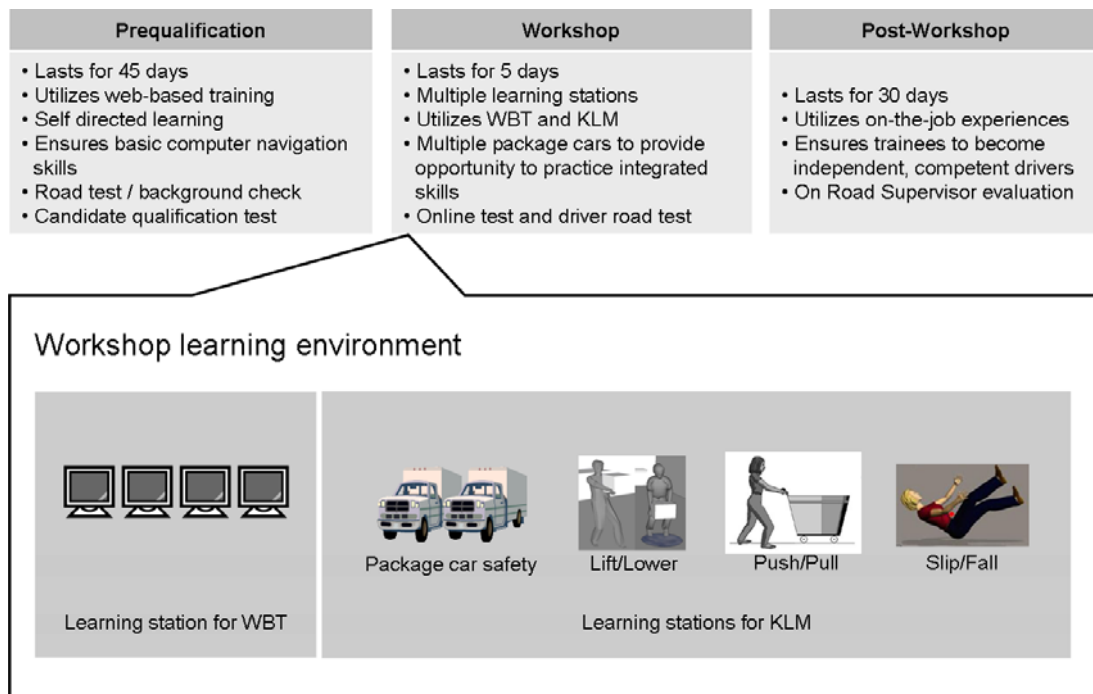 Prequalification
• Lasts for 45 days
• Utilizes web-based training
• Self directed learning
• Ensures basic computer navigation
skills
• Road test / background check
• Candidate qualification test
Workshop
• Lasts for 5 days
• Multiple learning stations
• Utilizes WBT and KLM
• Multiple package cars to provide
opportunity to practice integrated
skills
• Online test and driver road test
Post-Workshop
• Lasts for 30 days
• Utilizes on-the-job experiences
• Ensures trainees to become
independent, competent drivers
• On Road Supervisor evaluation
Workshop learning environment
Learning station for WBT
Package car safety
Lift/Lower
Push/Pull
Slip/Fall
Learning stations for KLM